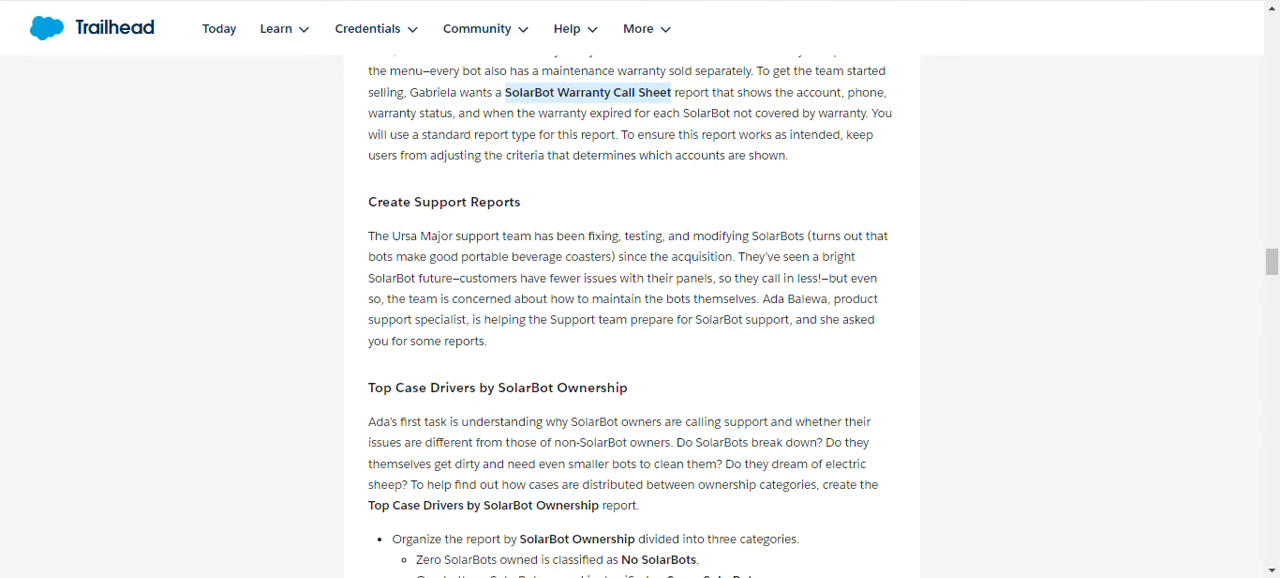 Trailhead
Today
Learn
Credentials
Community
Help
More
the menu—every bot also has a maintenance warranty sold separately. To get the team started
selling, Gabriela wants a SolarBot Warranty Call Sheet report that shows the account, phone,
warranty status, and when the warranty expired for each SolarBot not covered by warranty. You
will use a standard report type for this report. To ensure this report works as intended, keep
users from adjusting the criteria that determines which accounts are shown.
Create Support Reports
The Ursa Major support team has been fixing, testing, and modifying SolarBots (turns out that
bots make good portable beverage coasters) since the acquisition. They've seen a bright
SolarBot future—customers have fewer issues with their panels, so they call in less!—but even
so, the team is concerned about how to maintain the bots themselves. Ada Balewa, product
support specialist, is helping the Support team prepare for SolarBot support, and she asked
you for some reports.
Top Case Drivers by SolarBot Ownership
Ada's first task is understanding why SolarBot owners are calling support and whether their
issues are different from those of non-SolarBot owners. Do SolarBots break down? Do they
themselves get dirty and need even smaller bots to clean them? Do they dream of electric
sheep? To help find out how cases are distributed between ownership categories, create the
Top Case Drivers by SolarBot Ownership report.
• Organize the report by SolarBot Ownership divided into three categories.
Zero SolarBots owned is classified as No SolarBots.